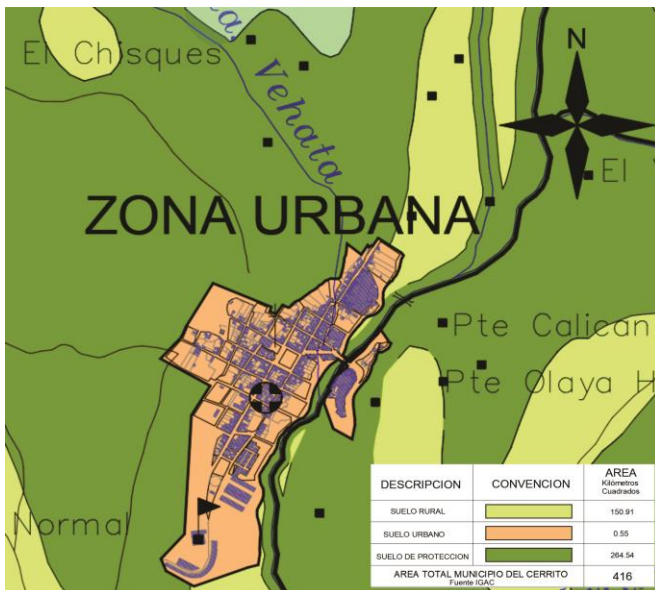 El Chisques
Vehata
N
El
ZONA URBANA
Pte Calican
Pte Olaya H
Normal
DESCRIPCION CONVENCION AREA
Kilómetros
Cuadrados
SUELO RURAL 150.91
SUELO URBANO 0.55
SUELO DE PROTECCION 264.54
AREA TOTAL MUNICIPIO DEL CERRITO 416
Fuente IGAC